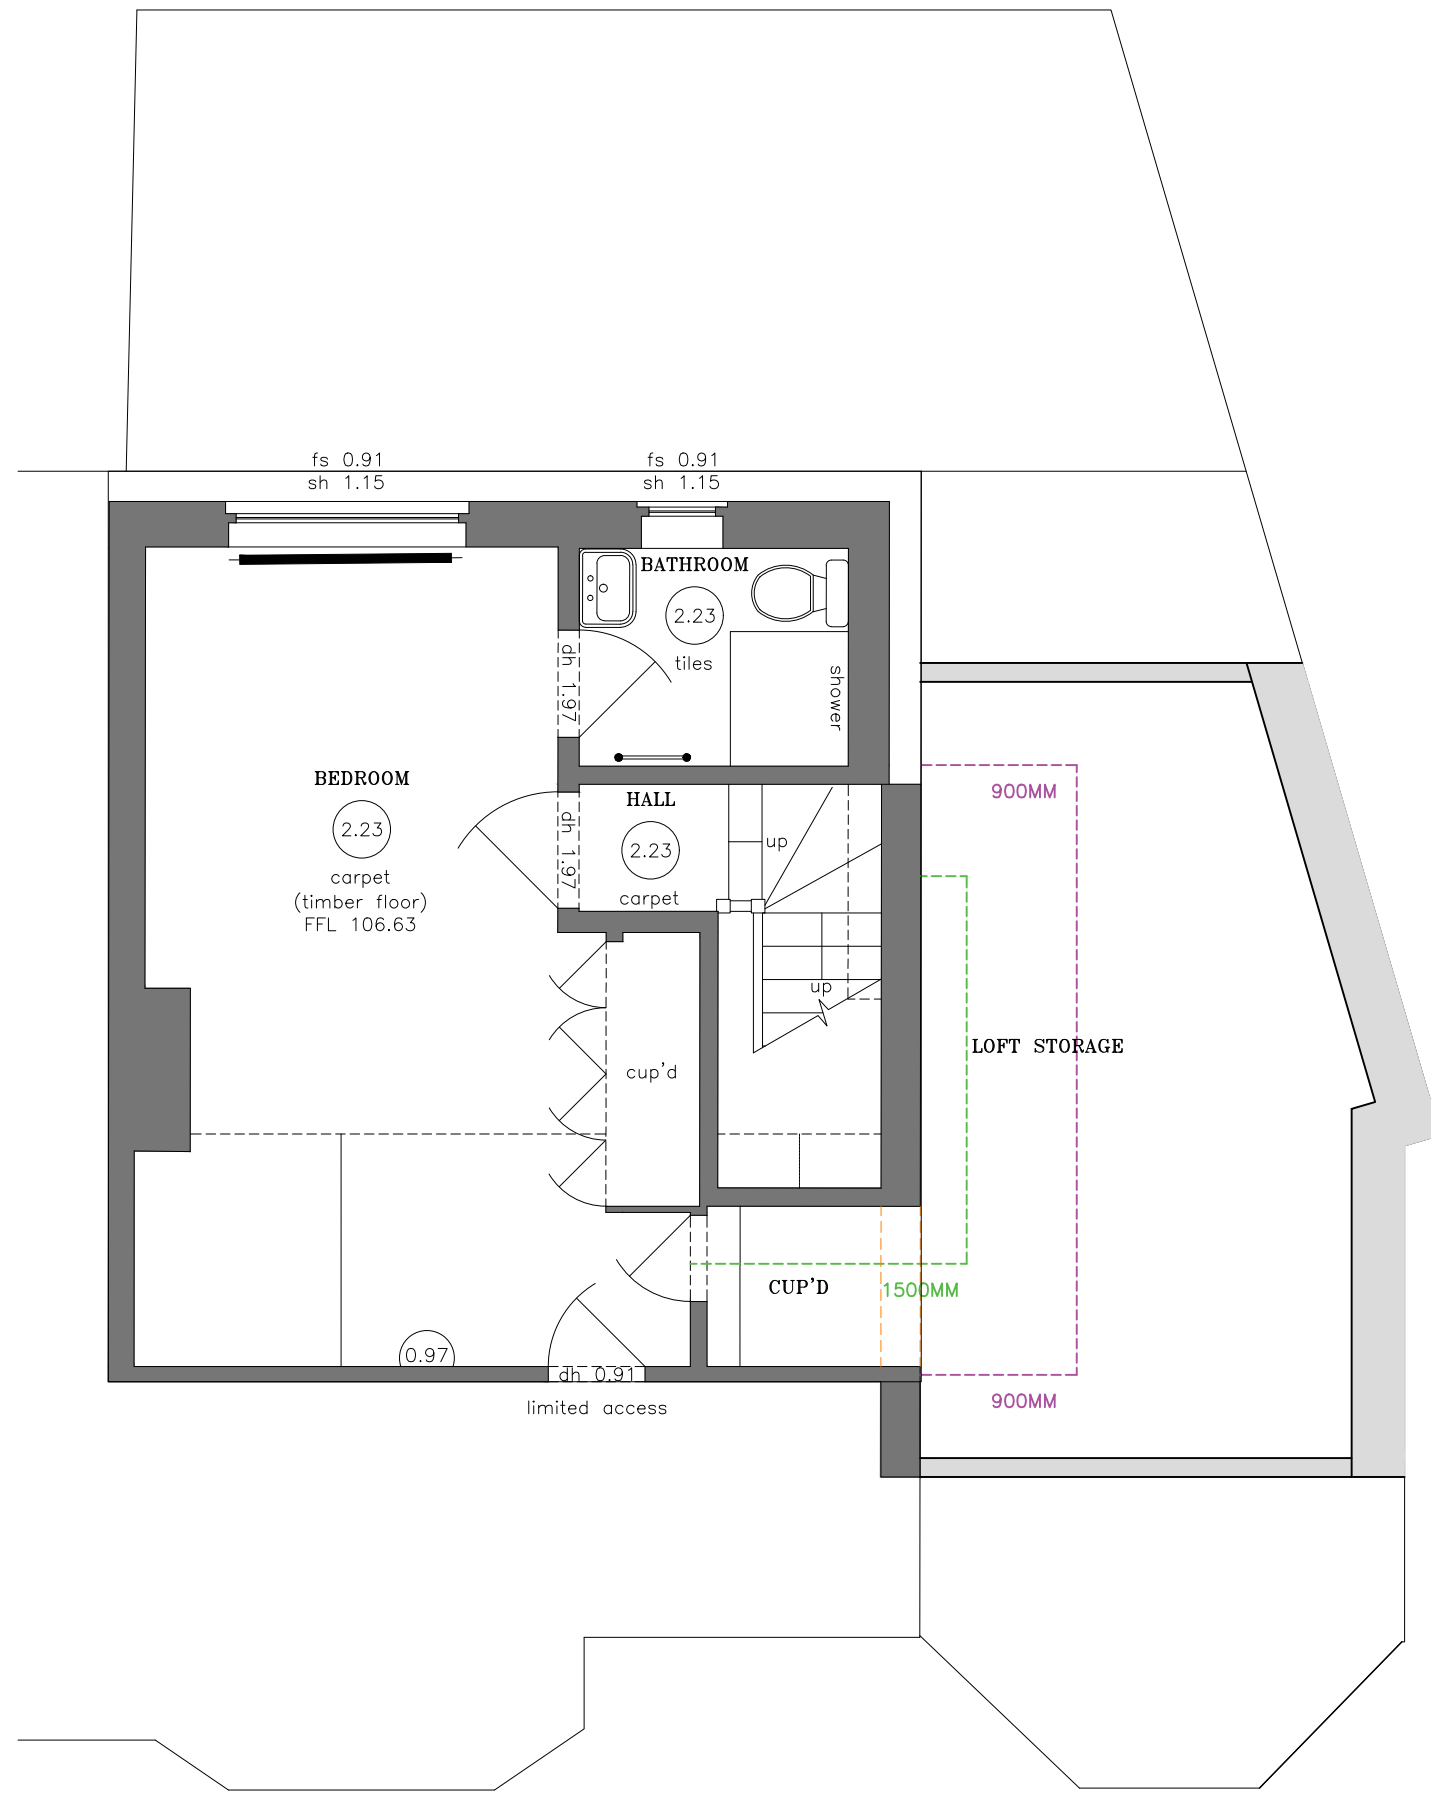 fs 0.91
sh 1.15
fs 0.91
sh 1.15
BATHROOM
2.23
tiles
shower
dh 1.97
BEDROOM
2.23
carpet
(timber floor)
FFL 106.63
HALL
2.23
carpet
dh 1.97
up
up
900MM
LOFT STORAGE
cup'd
CUP'D
1500MM
0.97
dh 0.91
limited access
900MM